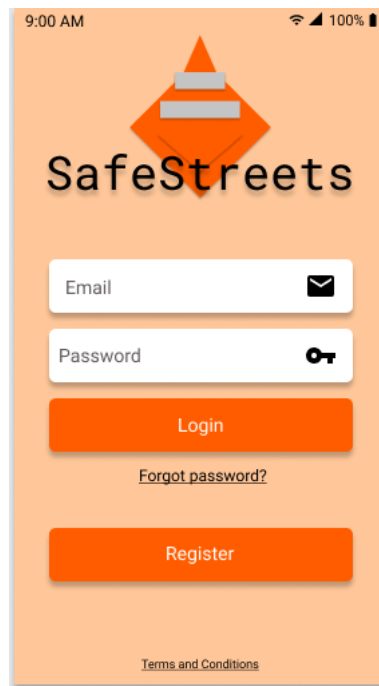 9:00 AM 100%
SafeStreets
Email
Password
Login
Forgot password?
Register
Terms and Conditions